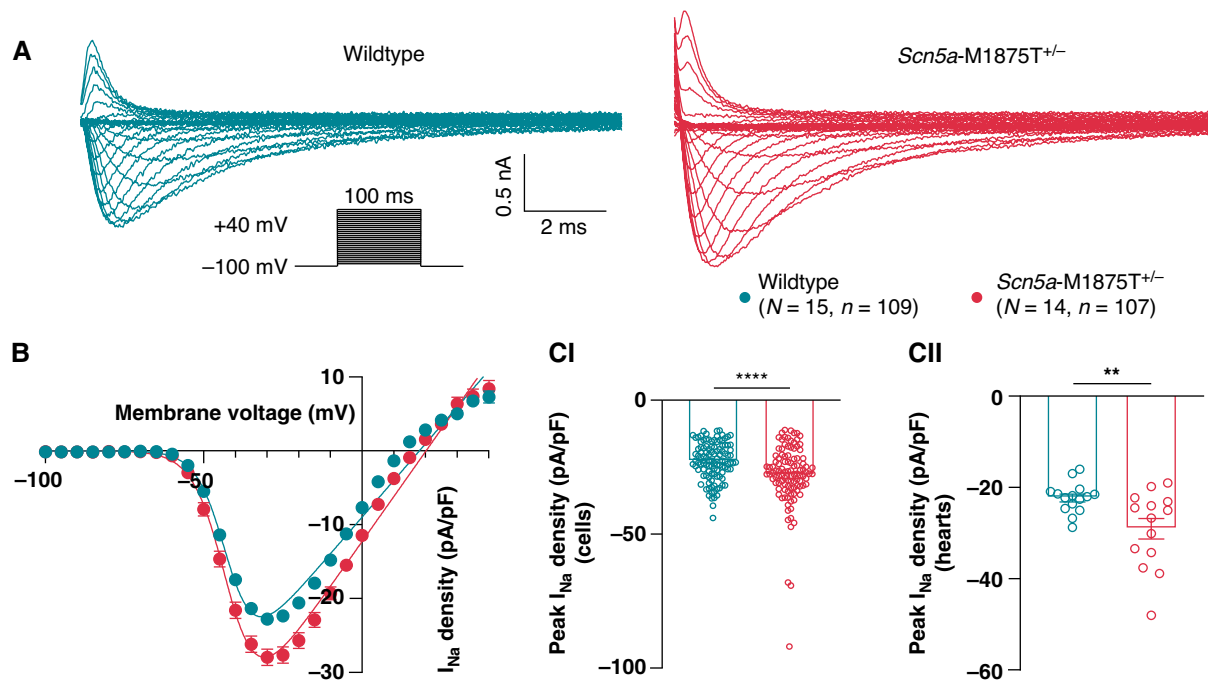 A
Wildtype
Scn5a-M1875T+/–
100 ms
+40 mV
–100 mV
0.5 nA
2 ms
Wildtype
(N = 15, n = 109)
Scn5a-M1875T+/–
(N = 14, n = 107)
B
Membrane voltage (mV)
INa density (pA/pF)
10
–10
–20
–30
–100
–50
CI
****
Peak INa density (pA/pF)
(cells)
0
–50
–100
CII
**
Peak INa density (pA/pF)
(hearts)
0
–20
–40
–60